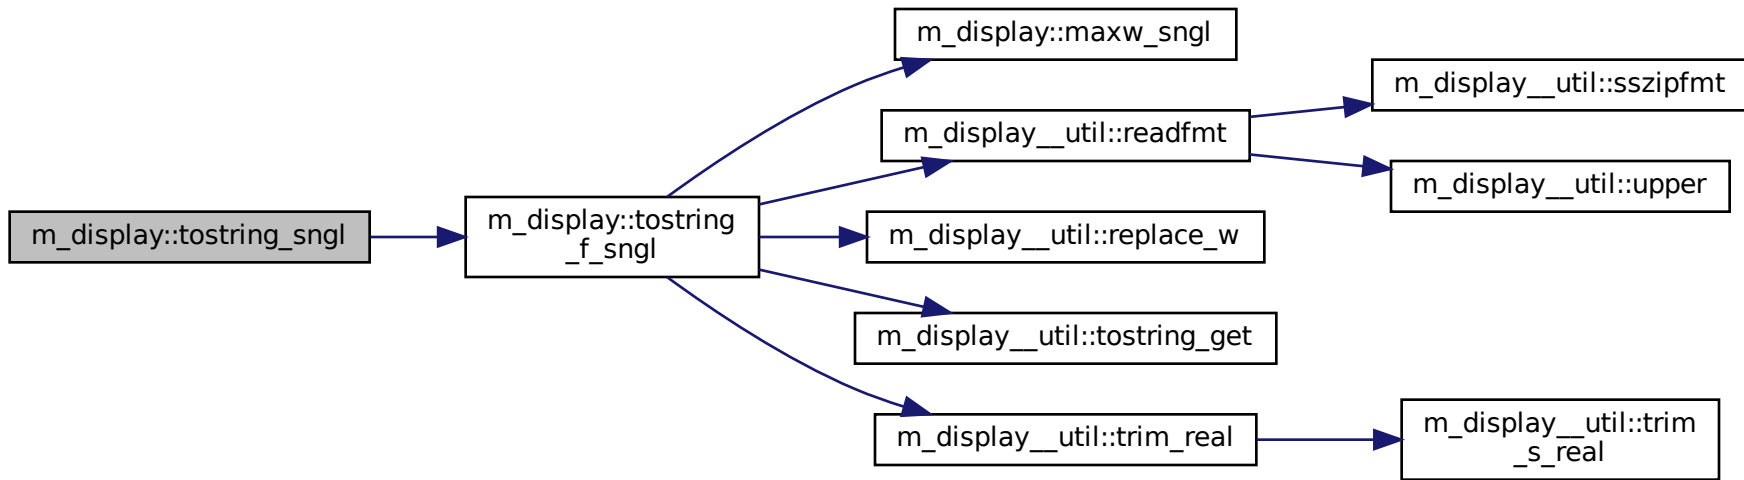 m_display::tostring_sngl
m_display::tostring
_f_sngl
m_display::maxw_sngl
m_display__util::readfmt
m_display__util::sszipfmt
m_display__util::upper
m_display__util::replace_w
m_display__util::tostring_get
m_display__util::trim_real
m_display__util::trim
_s_real